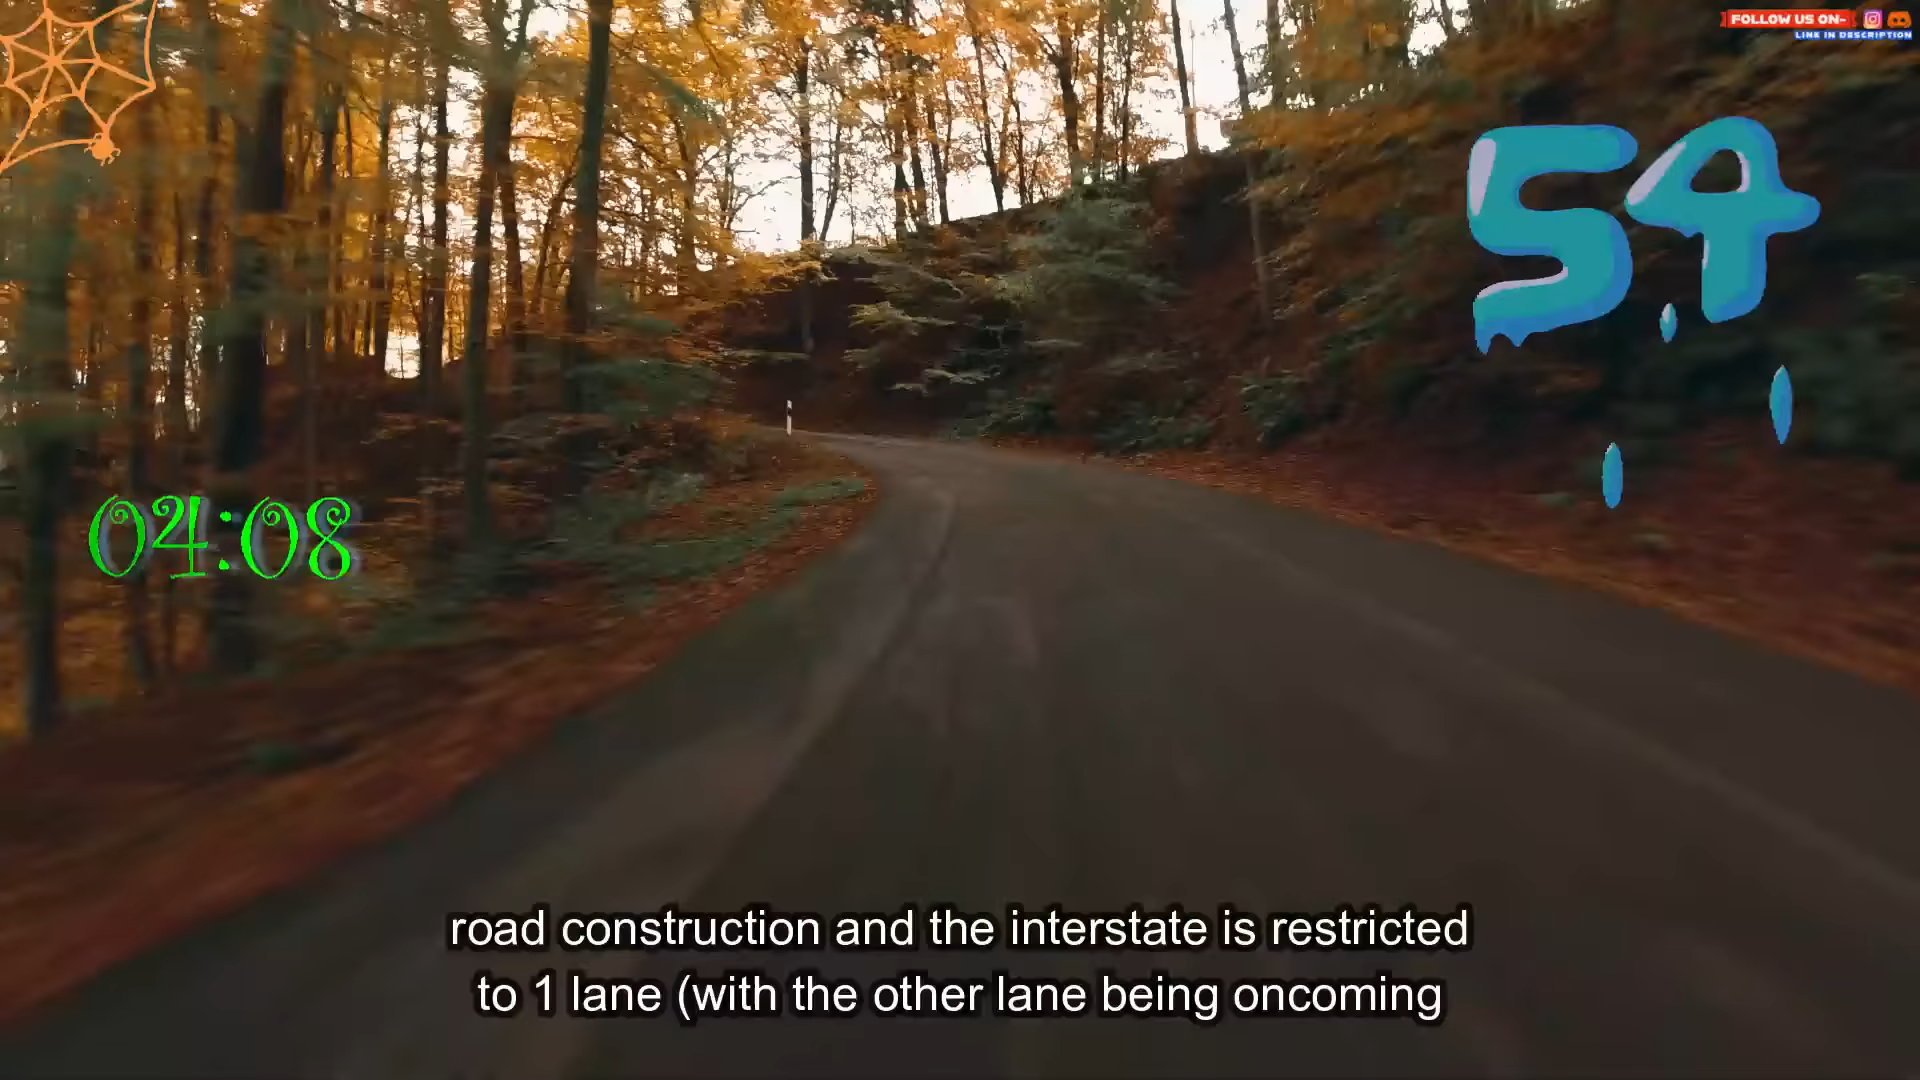 FOLLOW US ON-
LINK IN DESCRIPTION
54
04:08
road construction and the interstate is restricted
to 1 lane (with the other lane being oncoming